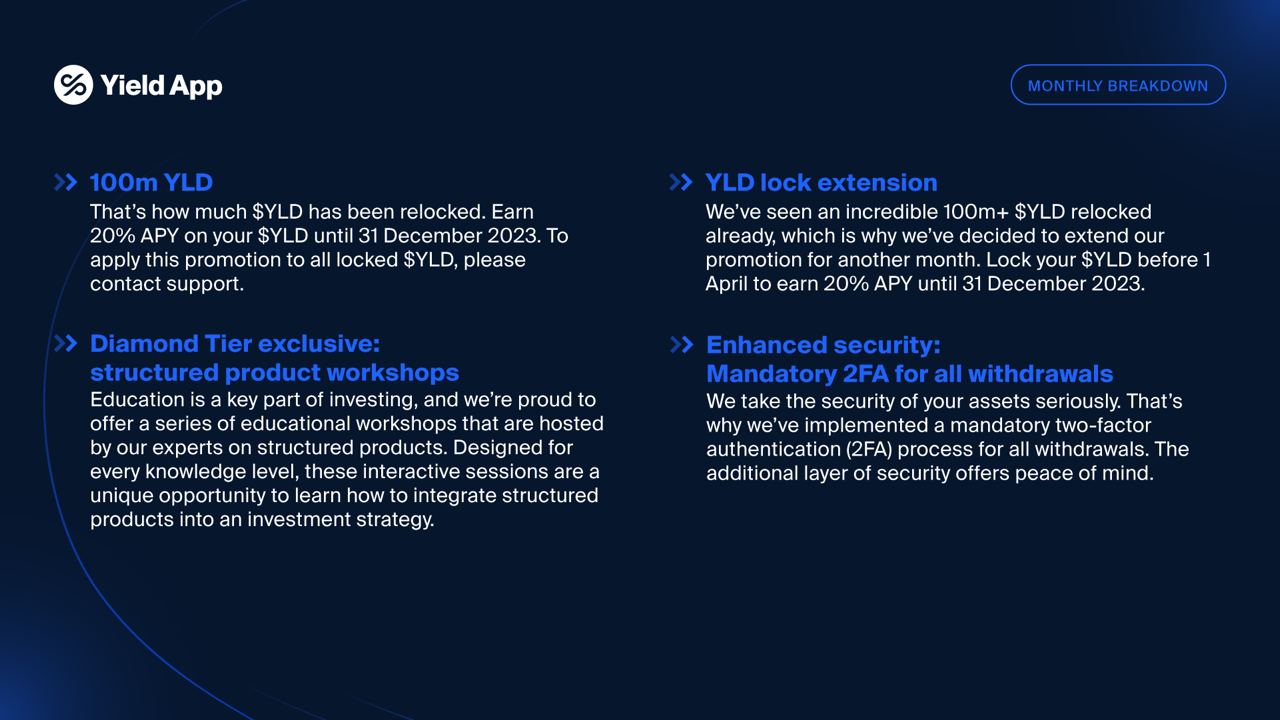 Yield App
MONTHLY BREAKDOWN
100m YLD
That’s how much $YLD has been relocked. Earn
20% APY on your $YLD until 31 December 2023. To
apply this promotion to all locked $YLD, please
contact support.
Diamond Tier exclusive:
structured product workshops
Education is a key part of investing, and we’re proud to
offer a series of educational workshops that are hosted
by our experts on structured products. Designed for
every knowledge level, these interactive sessions are a
unique opportunity to learn how to integrate structured
products into an investment strategy.
YLD lock extension
We’ve seen an incredible 100m+ $YLD relocked
already, which is why we’ve decided to extend our
promotion for another month. Lock your $YLD before 1
April to earn 20% APY until 31 December 2023.
Enhanced security:
Mandatory 2FA for all withdrawals
We take the security of your assets seriously. That’s
why we’ve implemented a mandatory two-factor
authentication (2FA) process for all withdrawals. The
additional layer of security offers peace of mind.